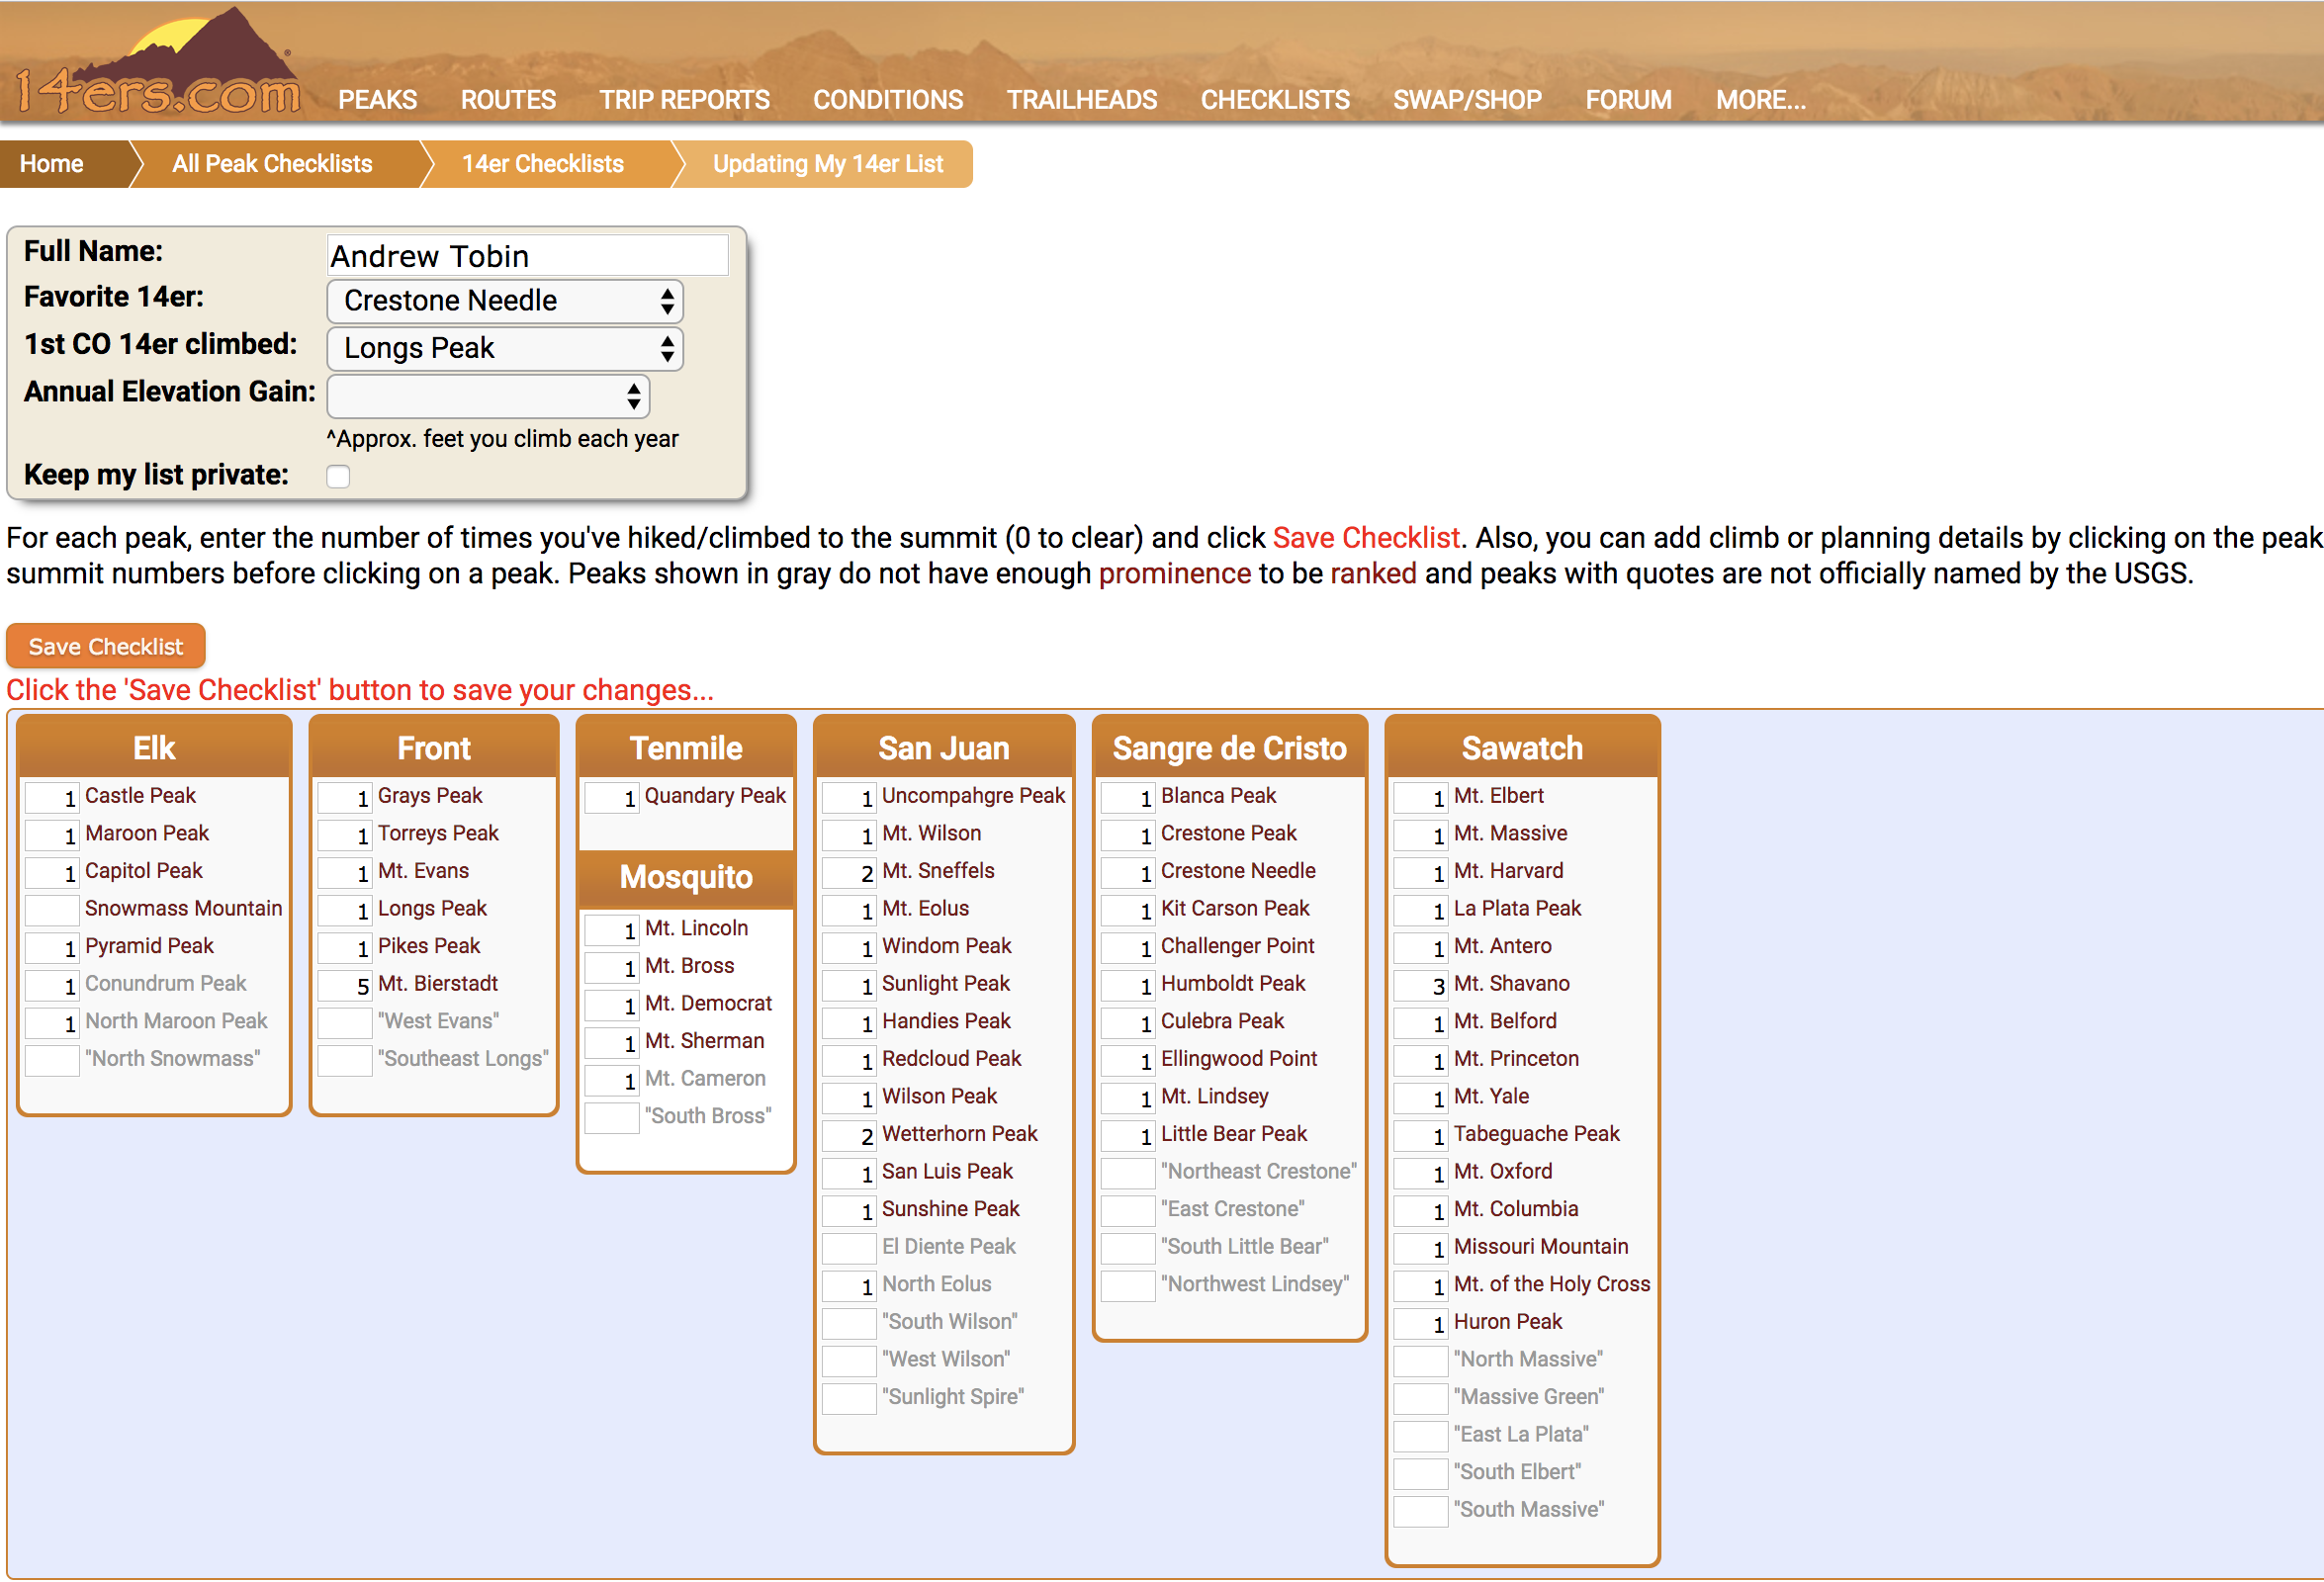 14ers.com®
PEAKS ROUTES TRIP REPORTS CONDITIONS TRAILHEADS CHECKLISTS SWAP/SHOP FORUM MORE...
Home All Peak Checklists 14er Checklists Updating My 14er List
Full Name: Andrew Tobin
Favorite 14er: Crestone Needle
1st CO 14er climbed: Longs Peak
Annual Elevation Gain:
^Approx. feet you climb each year
Keep my list private:
For each peak, enter the number of times you've hiked/climbed to the summit (0 to clear) and click Save Checklist. Also, you can add climb or planning details by clicking on the peak
summit numbers before clicking on a peak. Peaks shown in gray do not have enough prominence to be ranked and peaks with quotes are not officially named by the USGS.
Save Checklist
Click the 'Save Checklist' button to save your changes...
Elk
1 Castle Peak
1 Maroon Peak
1 Capitol Peak
Snowmass Mountain
1 Pyramid Peak
1 Conundrum Peak
1 North Maroon Peak
"North Snowmass"
Front
1 Grays Peak
1 Torreys Peak
1 Mt. Evans
1 Longs Peak
1 Pikes Peak
5 Mt. Bierstadt
"West Evans"
"Southeast Longs"
Tenmile
1 Quandary Peak
Mosquito
1 Mt. Lincoln
1 Mt. Bross
1 Mt. Democrat
1 Mt. Sherman
1 Mt. Cameron
"South Bross"
San Juan
1 Uncompahgre Peak
1 Mt. Wilson
2 Mt. Sneffels
1 Mt. Eolus
1 Windom Peak
1 Sunlight Peak
1 Handies Peak
1 Redcloud Peak
1 Wilson Peak
2 Wetterhorn Peak
1 San Luis Peak
1 Sunshine Peak
El Diente Peak
1 North Eolus
"South Wilson"
"West Wilson"
"Sunlight Spire"
Sangre de Cristo
1 Blanca Peak
1 Crestone Peak
1 Crestone Needle
1 Kit Carson Peak
1 Challenger Point
1 Humboldt Peak
1 Culebra Peak
1 Ellingwood Point
1 Mt. Lindsey
1 Little Bear Peak
"Northeast Crestone"
"East Crestone"
"South Little Bear"
"Northwest Lindsey"
Sawatch
1 Mt. Elbert
1 Mt. Massive
1 Mt. Harvard
1 La Plata Peak
1 Mt. Antero
3 Mt. Shavano
1 Mt. Belford
1 Mt. Princeton
1 Mt. Yale
1 Tabeguache Peak
1 Mt. Oxford
1 Mt. Columbia
1 Missouri Mountain
1 Mt. of the Holy Cross
1 Huron Peak
"North Massive"
"Massive Green"
"East La Plata"
"South Elbert"
"South Massive"